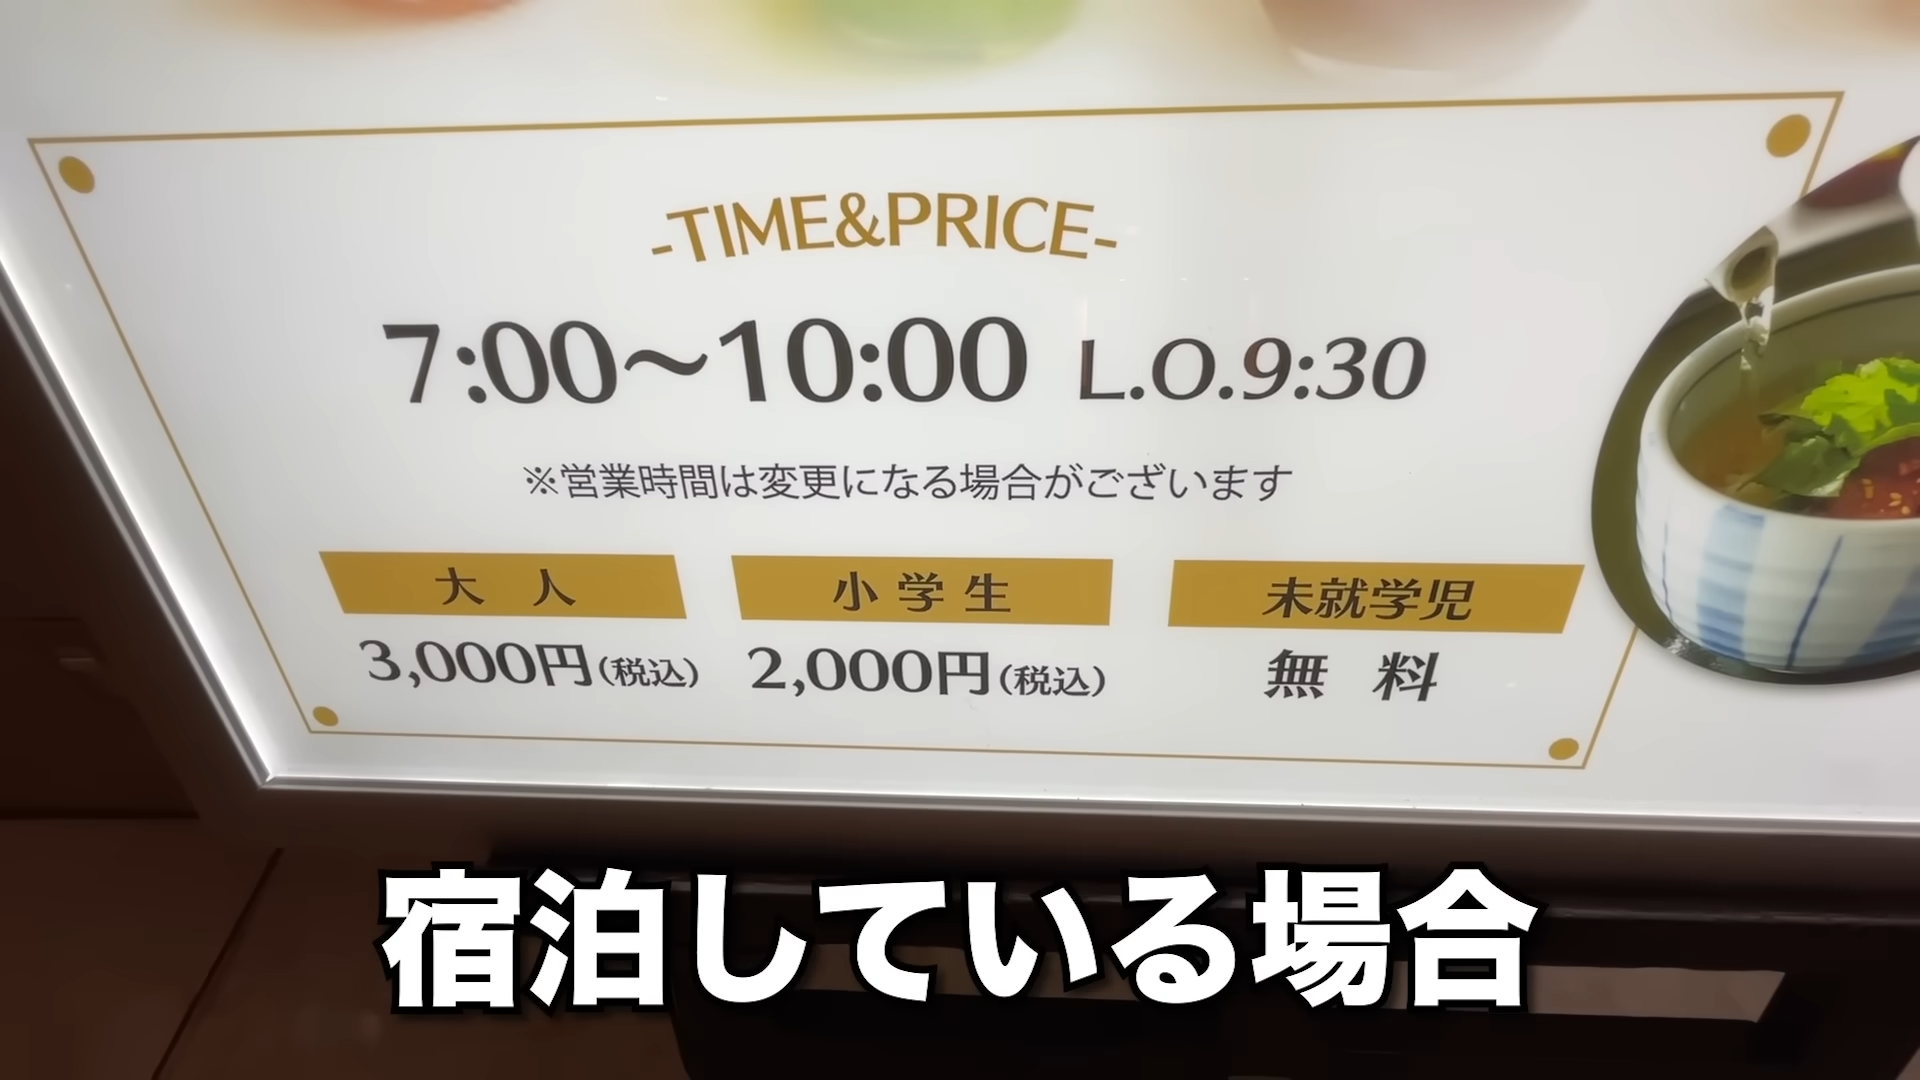 -TIME&PRICE-
7:00～10:00 L.O.9:30
※営業時間は変更になる場合がございます
大 人 小学生 未就学児
3,000円(税込) 2,000円(税込) 無 料
宿泊している場合